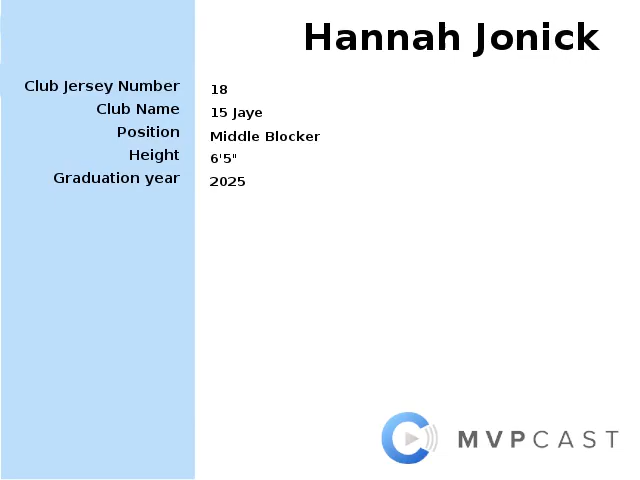 Hannah Jonick
Club Jersey Number 18
Club Name 15 Jaye
Position Middle Blocker
Height 6'5"
Graduation year 2025
MVPCAST